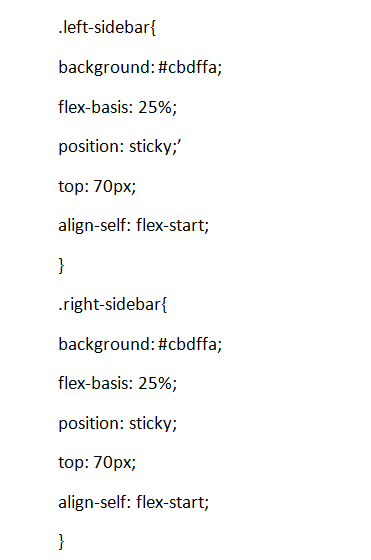 .left-sidebar{
background: #cbdffa;
flex-basis: 25%;
position: sticky;’
top: 70px;
align-self: flex-start;
}
.right-sidebar{
background: #cbdffa;
flex-basis: 25%;
position: sticky;
top: 70px;
align-self: flex-start;
}